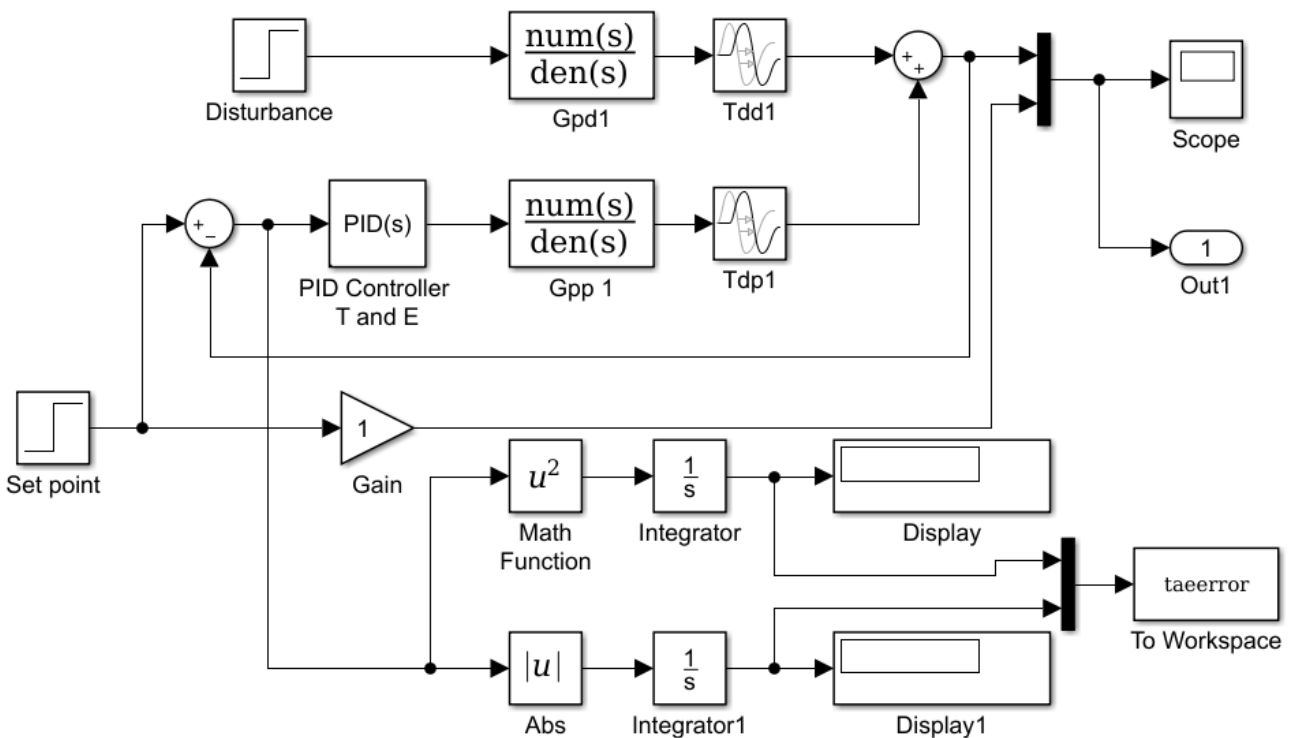 num(s)
den(s)
Disturbance
Gpd1
Tdd1
+
+
Scope
+
−
PID(s)
num(s)
den(s)
PID Controller
T and E
Gpp 1
Tdp1
1
Out1
Set point
1
Gain
u²
Math
Function
1
s
Integrator
Display
taeerror
To Workspace
|u|
Abs
1
s
Integrator1
Display1